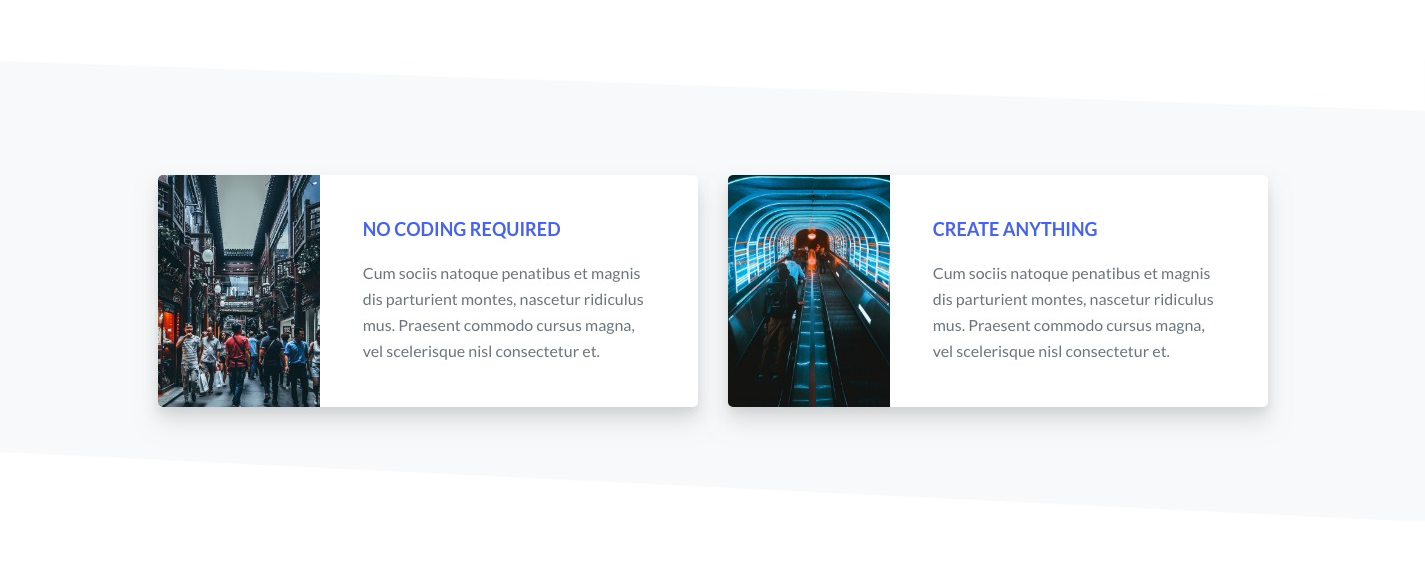 NO CODING REQUIRED
Cum sociis natoque penatibus et magnis
dis parturient montes, nascetur ridiculus
mus. Praesent commodo cursus magna,
vel scelerisque nisl consectetur et.
CREATE ANYTHING
Cum sociis natoque penatibus et magnis
dis parturient montes, nascetur ridiculus
mus. Praesent commodo cursus magna,
vel scelerisque nisl consectetur et.